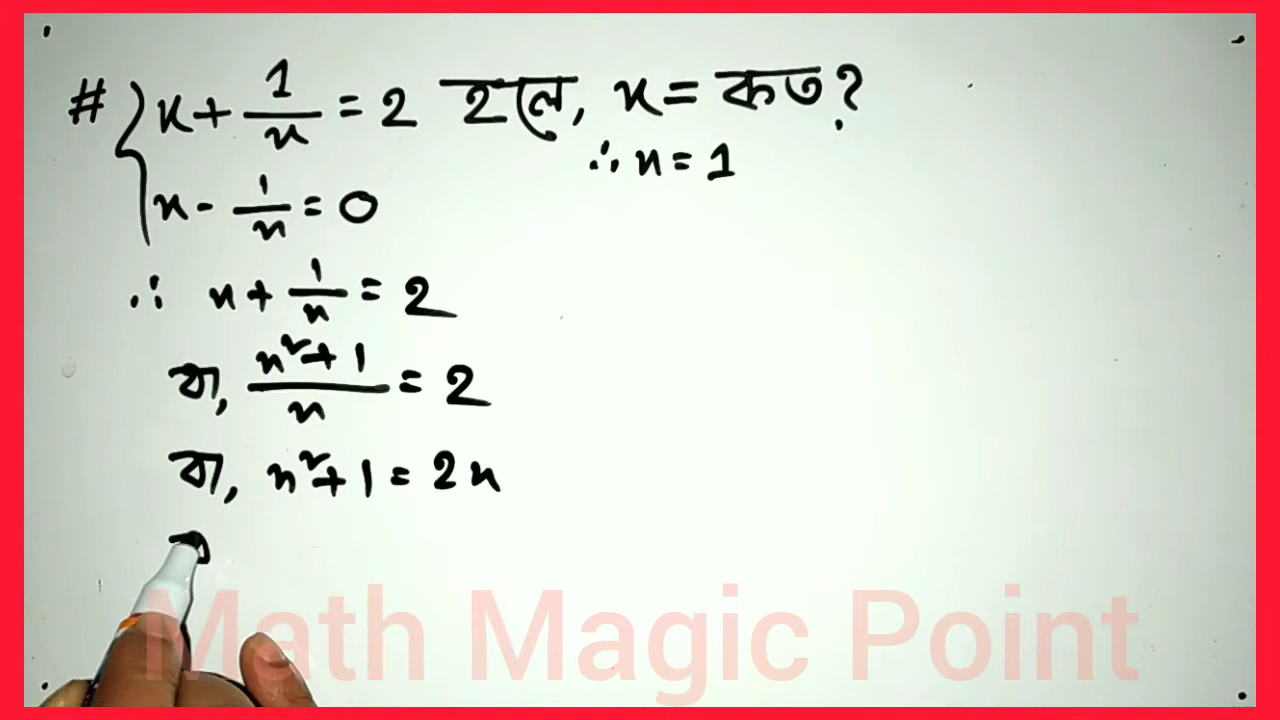 # x + 1/x = 2 হলে, x = কত?
∴ x = 1
x - 1/x = 0
∴ x + 1/x = 2
বা, x²+1/x = 2
বা, x²+1 = 2x
Math Magic Point